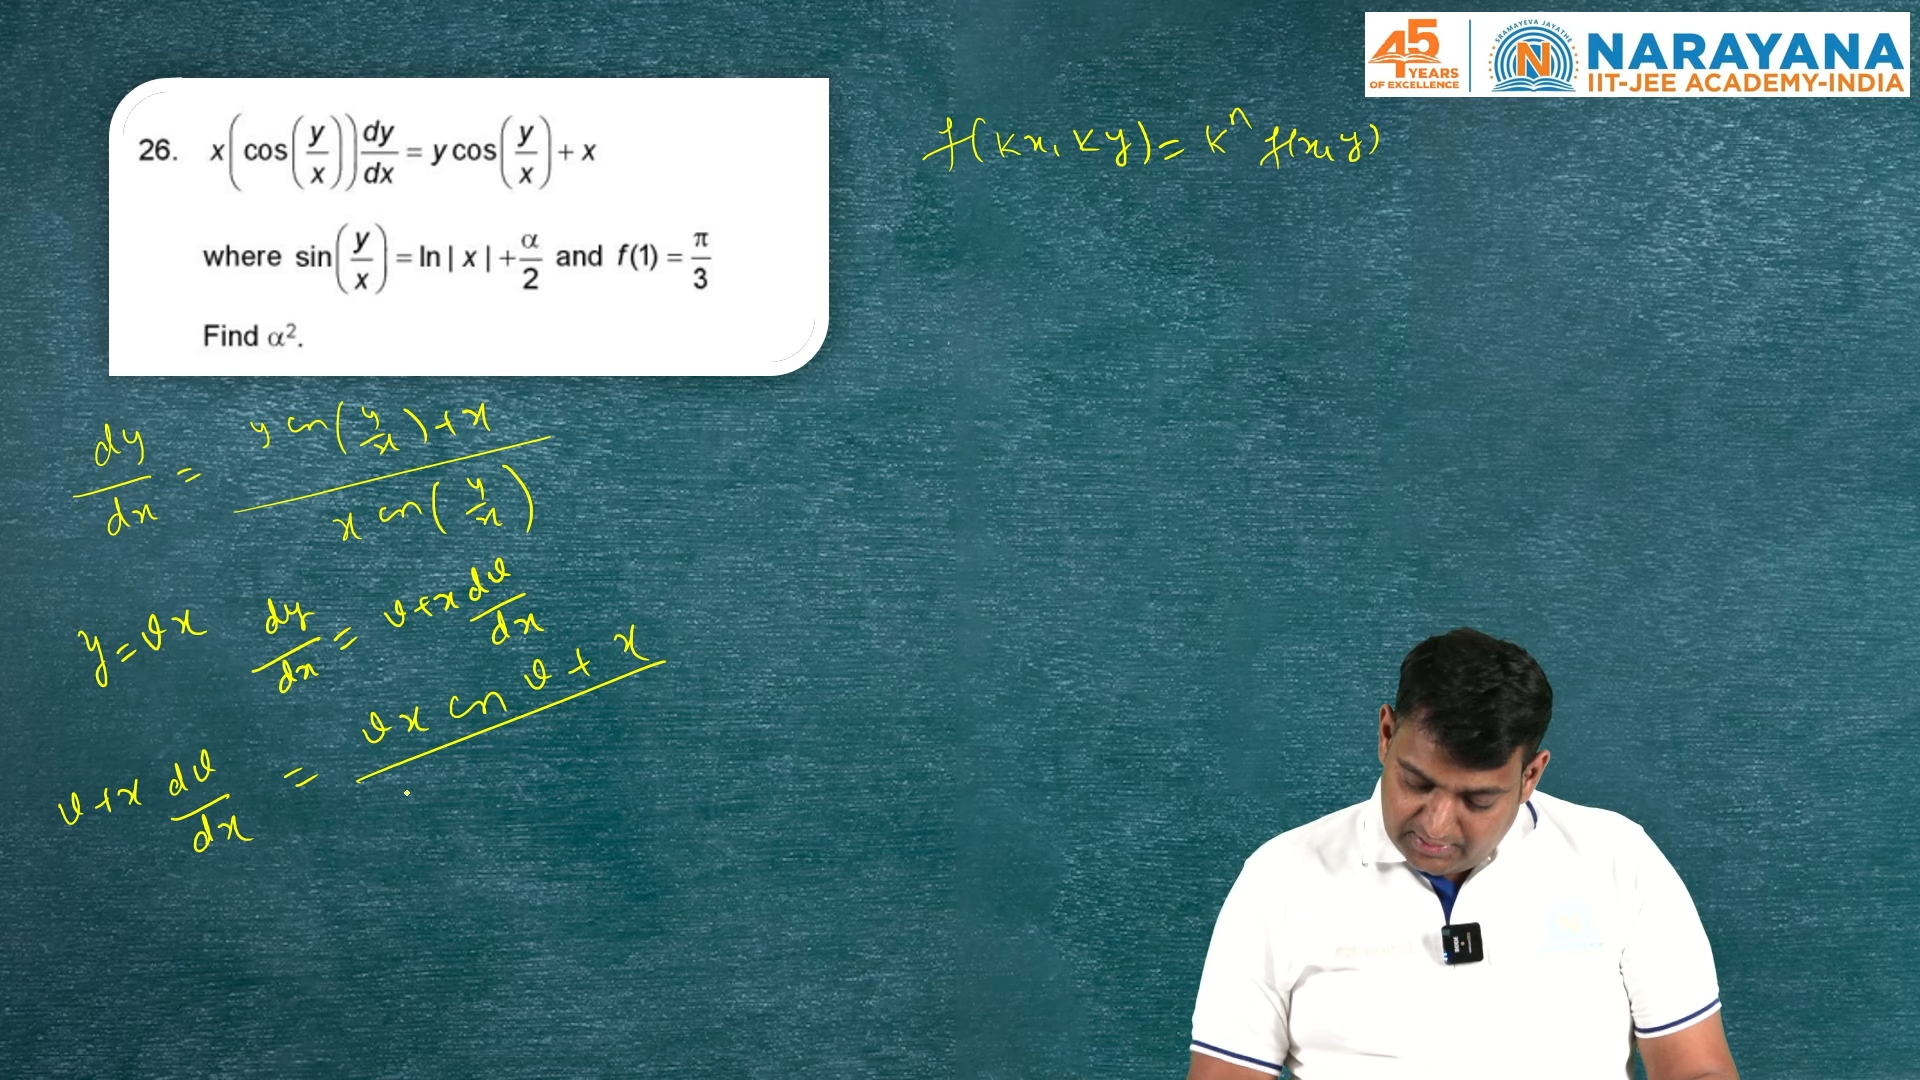 45 YEARS OF EXCELLENCE
SRAMAYEVA JAYATHE
N
NARAYANA
IIT-JEE ACADEMY-INDIA
26. x(cos(y/x))dy/dx = y cos(y/x) + x
where sin(y/x) = ln | x | + α/2 and f(1) = π/3
Find α².
f(kx, ky) = k^n f(x, y)
dy/dx = (y cos(y/x) + x)/(x cos(y/x))
y = vx dy/dx = v + x dv/dx
v + x dv/dx = vx cos v + x